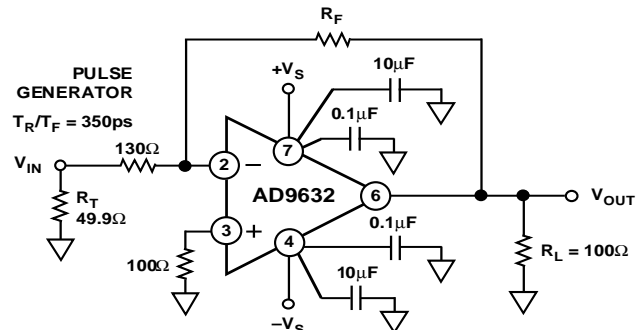 R_F
PULSE
GENERATOR
T_R/T_F = 350ps
+V_S
10μF
0.1μF
V_IN
130Ω
2
–
7
AD9632
6
V_OUT
R_T
49.9Ω
3
+
4
0.1μF
100Ω
10μF
R_L = 100Ω
–V_S